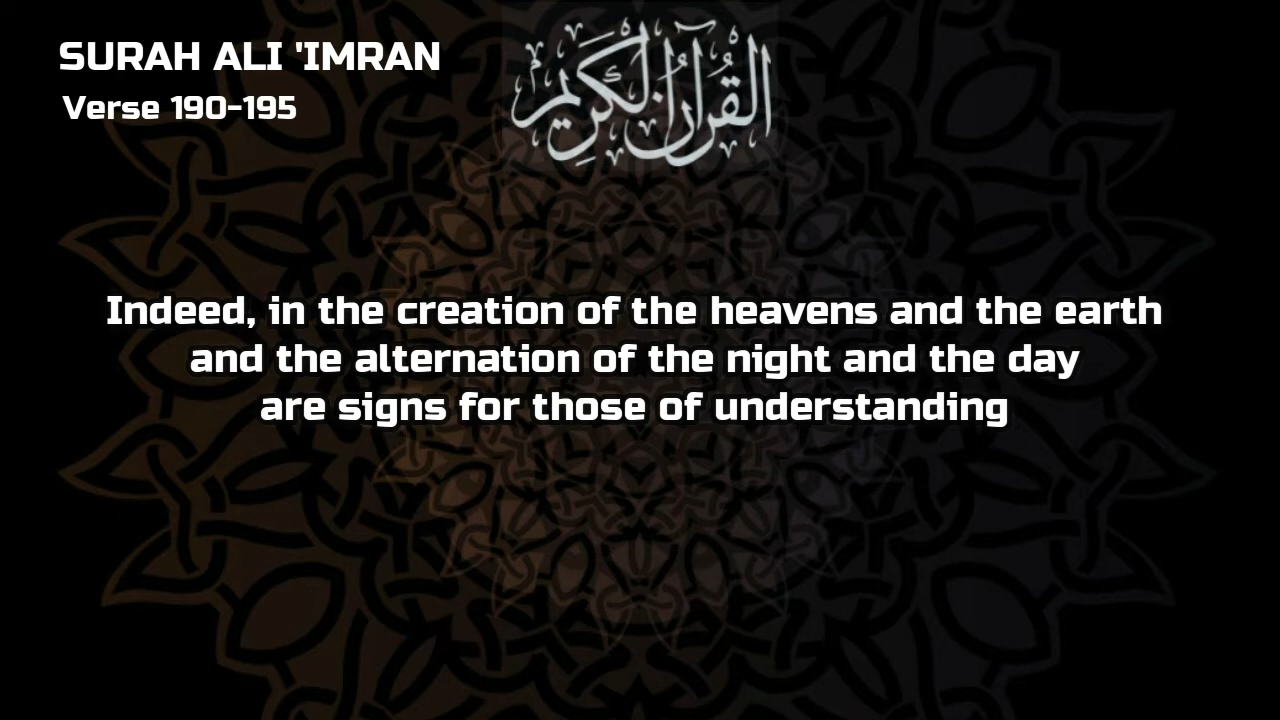 SURAH ALI 'IMRAN
Verse 190-195
القرآن الكريم
Indeed, in the creation of the heavens and the earth
and the alternation of the night and the day
are signs for those of understanding